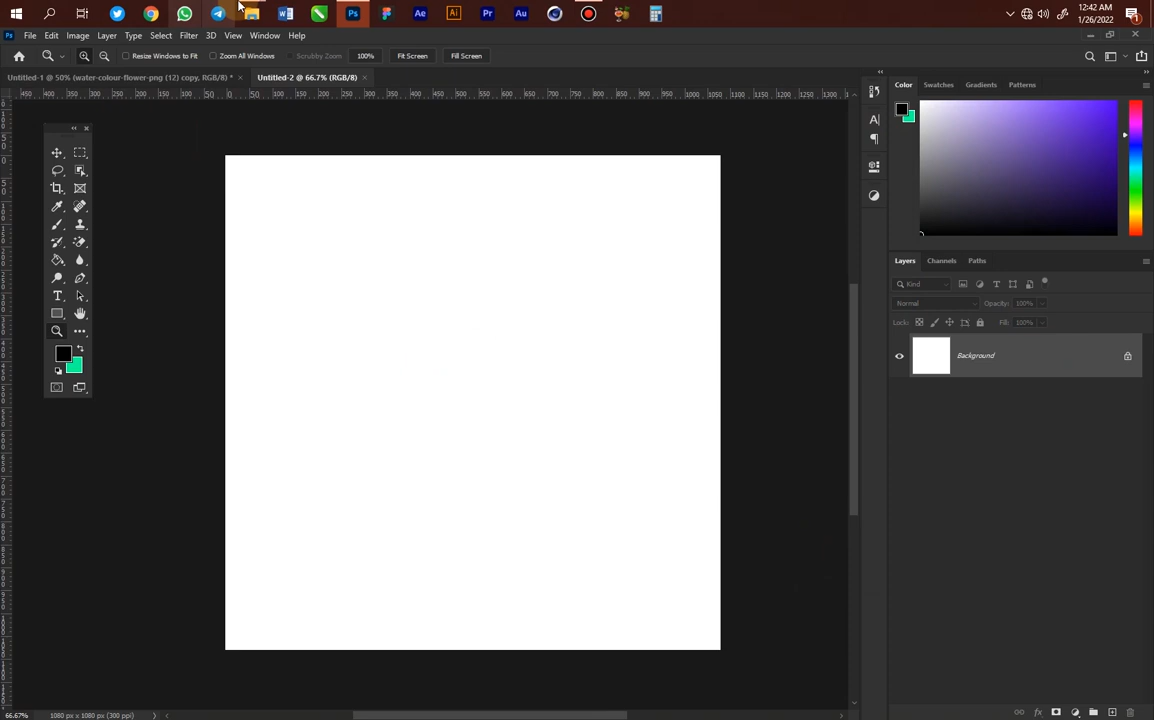 12:42 AM
1/26/2022
File Edit Image Layer Type Select Filter 3D View Window Help
Resize Windows to Fit Zoom All Windows Scrubby Zoom 100% Fit Screen Fill Screen
Untitled-1 @ 50% (water-colour-flower-png (12) copy, RGB/8) * × Untitled-2 @ 66.7% (RGB/8) ×
Color Swatches Gradients Patterns
Layers Channels Paths
Kind
Normal Opacity: 100%
Lock: Fill: 100%
Background
66.67% 1080 px x 1080 px (300 ppi)